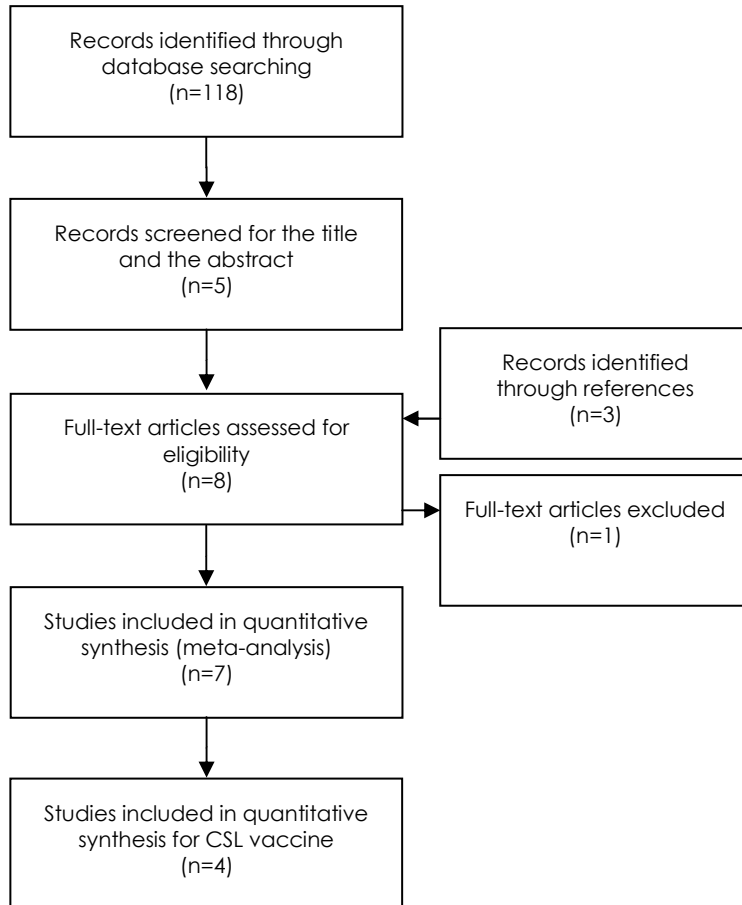 Records identified through
database searching
(n=118)
Records screened for the title
and the abstract
(n=5)
Records identified
through references
(n=3)
Full-text articles assessed for
eligibility
(n=8)
Full-text articles excluded
(n=1)
Studies included in quantitative
synthesis (meta-analysis)
(n=7)
Studies included in quantitative
synthesis for CSL vaccine
(n=4)